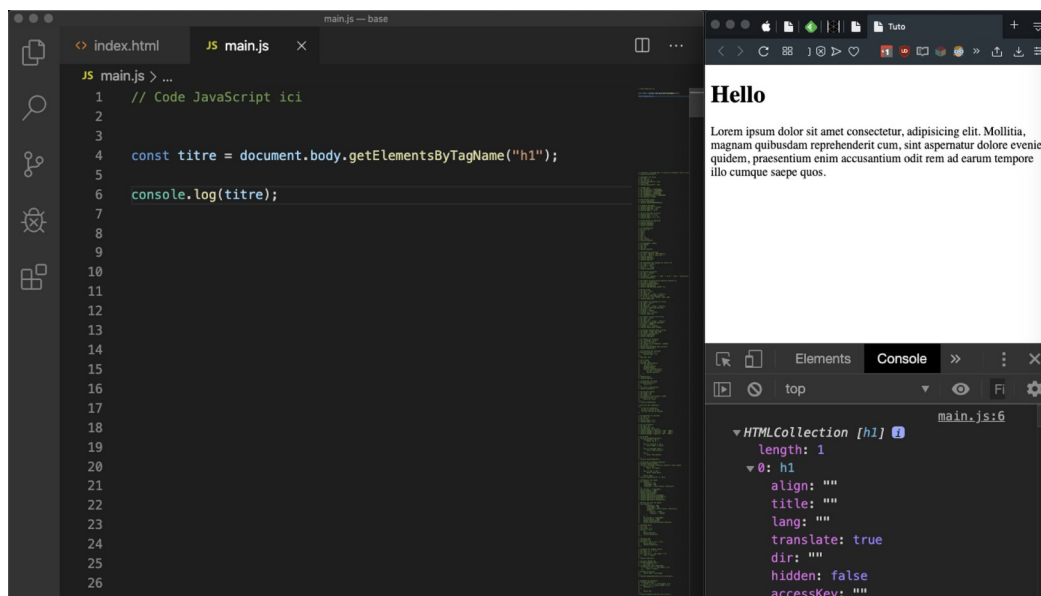 main.js — base
index.html
JS main.js ×
JS main.js > ...
1 // Code JavaScript ici
2
3
4 const titre = document.body.getElementsByTagName("h1");
5
6 console.log(titre);
7
8
9
10
11
12
13
14
15
16
17
18
19
20
21
22
23
24
25
26
Tuto
Hello
Lorem ipsum dolor sit amet consectetur, adipisicing elit. Mollitia,
magnam quibusdam reprehenderit cum, sint aspernatur dolore evenie
quidem, praesentium enim accusantium odit rem ad earum tempore
illo cumque saepe quos.
Elements Console »
top Fi
main.js:6
HTMLCollection [h1]
length: 1
0: h1
align: ""
title: ""
lang: ""
translate: true
dir: ""
hidden: false
accessKey: ""